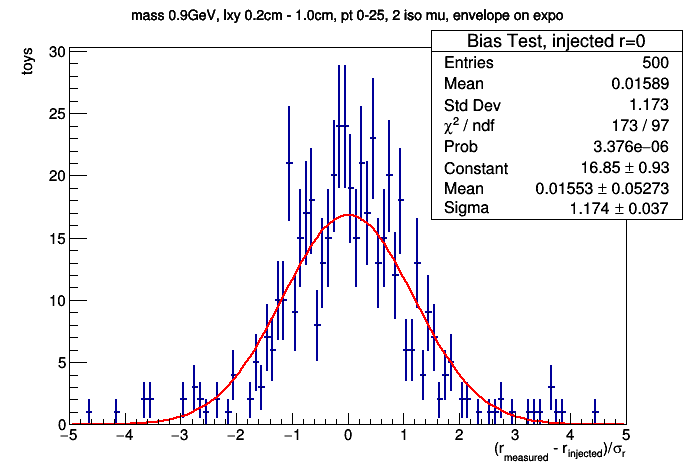 mass 0.9GeV, lxy 0.2cm - 1.0cm, pt 0-25, 2 iso mu, envelope on expo
toys
Bias Test, injected r=0
Entries 500
Mean 0.01589
Std Dev 1.173
χ² / ndf 173 / 97
Prob 3.376e−06
Constant 16.85 ± 0.93
Mean 0.01553 ± 0.05273
Sigma 1.174 ± 0.037
30
25
20
15
10
5
0
−5 −4 −3 −2 −1 0 1 2 3 4 5
(r_measured - r_injected)/σ_r